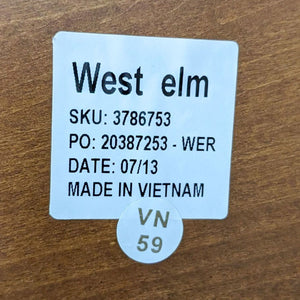 West elm
SKU: 3786753
PO: 20387253 - WER
DATE: 07/13
MADE IN VIETNAM
VN
59